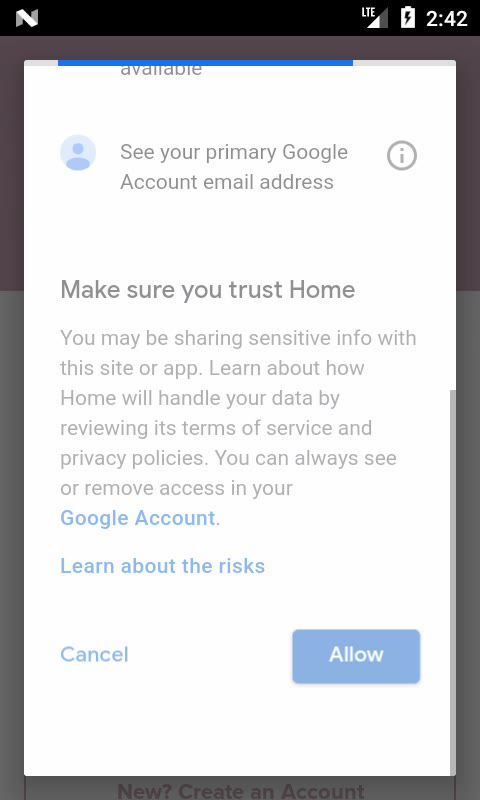 LTE 2:42
available
See your primary Google
Account email address
Make sure you trust Home
You may be sharing sensitive info with
this site or app. Learn about how
Home will handle your data by
reviewing its terms of service and
privacy policies. You can always see
or remove access in your
Google Account.
Learn about the risks
Cancel Allow
New? Create an Account